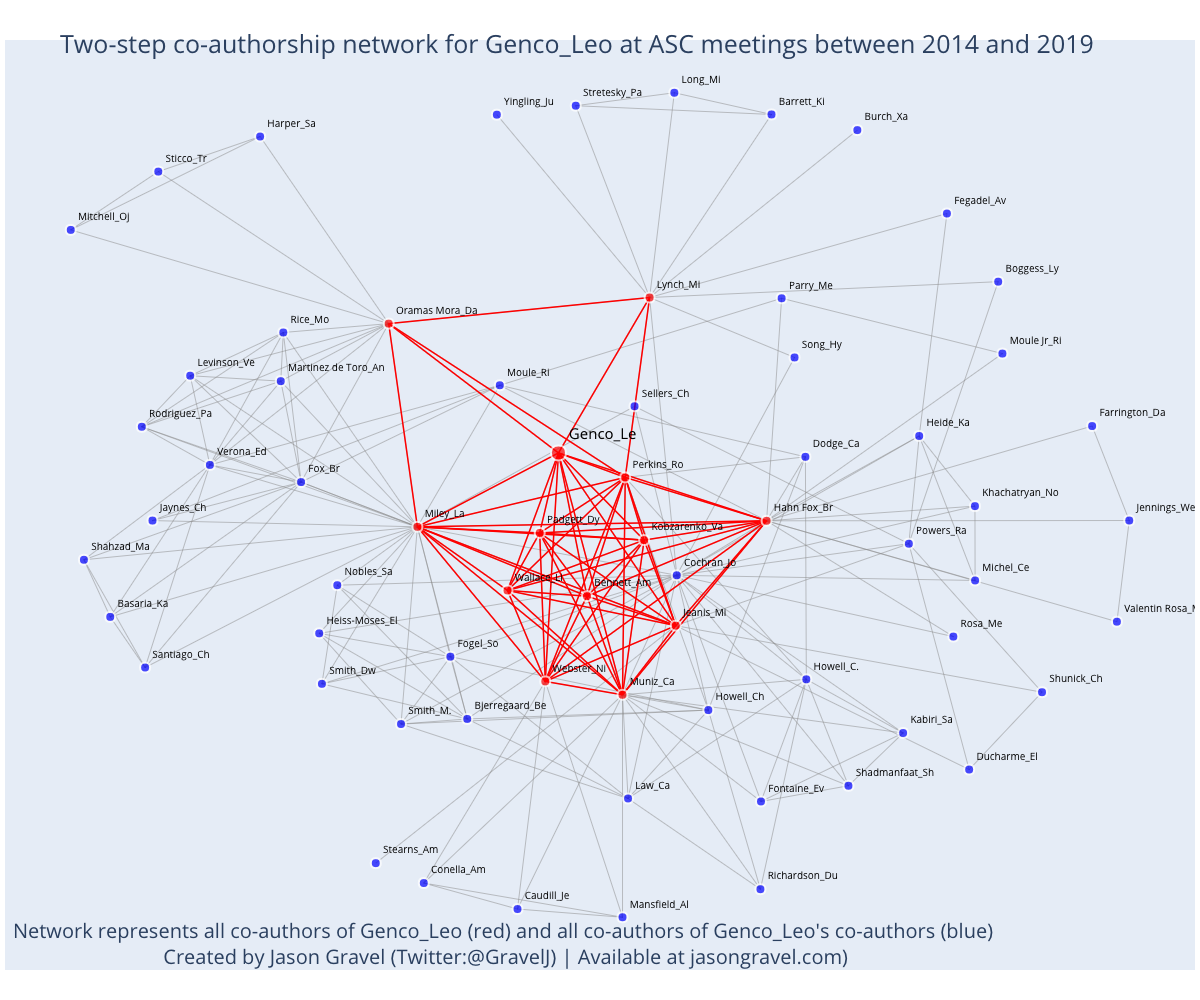 Two-step co-authorship network for Genco_Leo at ASC meetings between 2014 and 2019
Long_Mi
Stretesky_Pa
Yingling_Ju
Barrett_Ki
Burch_Xa
Harper_Sa
Sticco_Tr
Mitchell_Oj
Fegadel_Av
Boggess_Ly
Lynch_Mi
Parry_Me
Oramas Mora_Da
Rice_Mo
Song_Hy
Moule Jr_Ri
Levinson_Ve
Martinez de Toro_An
Moule_Ri
Sellers_Ch
Rodriguez_Pa
Farrington_Da
Heide_Ka
Genco_Le
Dodge_Ca
Verona_Ed
Perkins_Ro
Fox_Br
Khachatryan_No
Jaynes_Ch
Miley_La
Padgett_Dy
Kobzarenko_Va
Hahn Fox_Br
Jennings_We
Powers_Ra
Shahzad_Ma
Cochran_Jo
Michel_Ce
Nobles_Sa
Wallace_Li
Bennett_Am
Basaria_Ka
Valentin Rosa_M
Jeanis_Mi
Heiss-Moses_El
Rosa_Me
Fogel_So
Santiago_Ch
Smith_Dw
Webster_Ni
Howell_C.
Muniz_Ca
Shunick_Ch
Howell_Ch
Bjerregaard_Be
Smith_M.
Kabiri_Sa
Ducharme_El
Shadmanfaat_Sh
Law_Ca
Fontaine_Ev
Stearns_Am
Conella_Am
Richardson_Du
Caudill_Je
Mansfield_Al
Network represents all co-authors of Genco_Leo (red) and all co-authors of Genco_Leo's co-authors (blue)
Created by Jason Gravel (Twitter:@GravelJ) | Available at jasongravel.com)